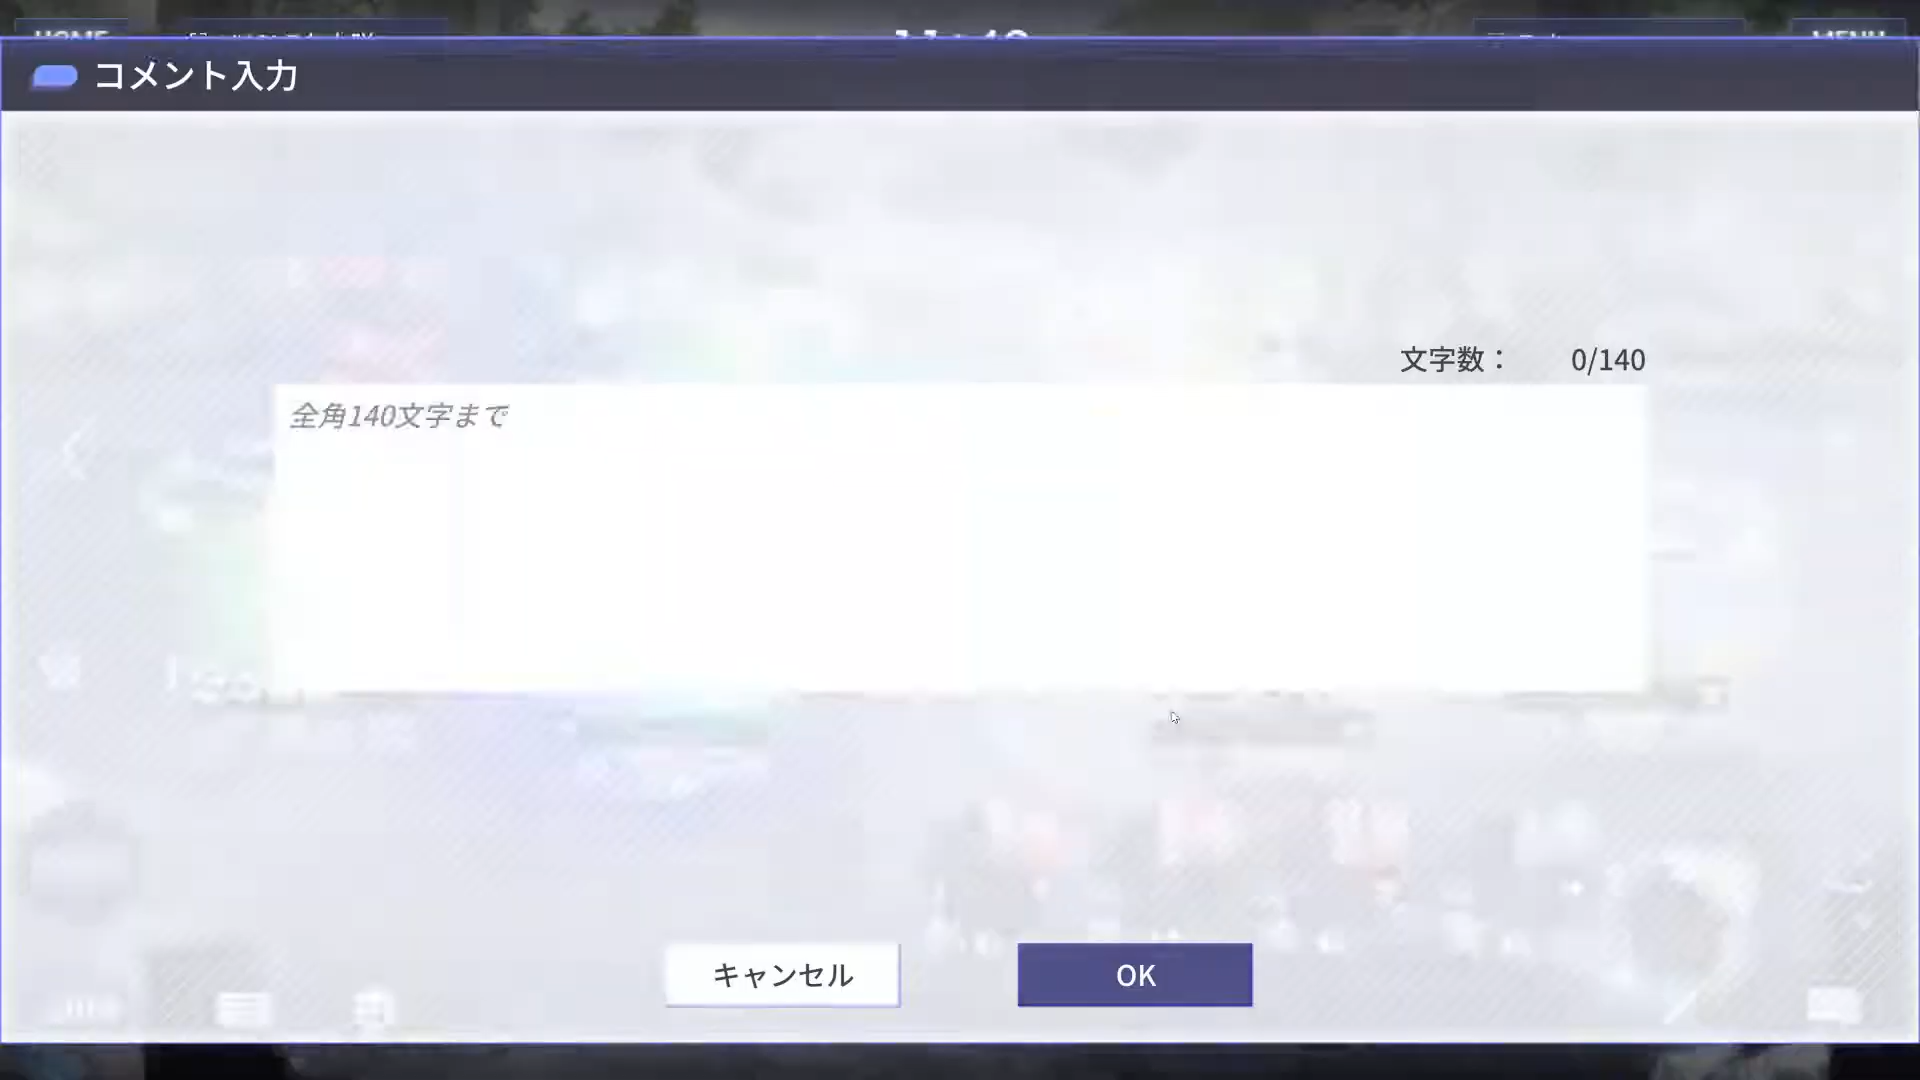 コメント入力
文字数： 0/140
全角140文字まで
キャンセル
OK